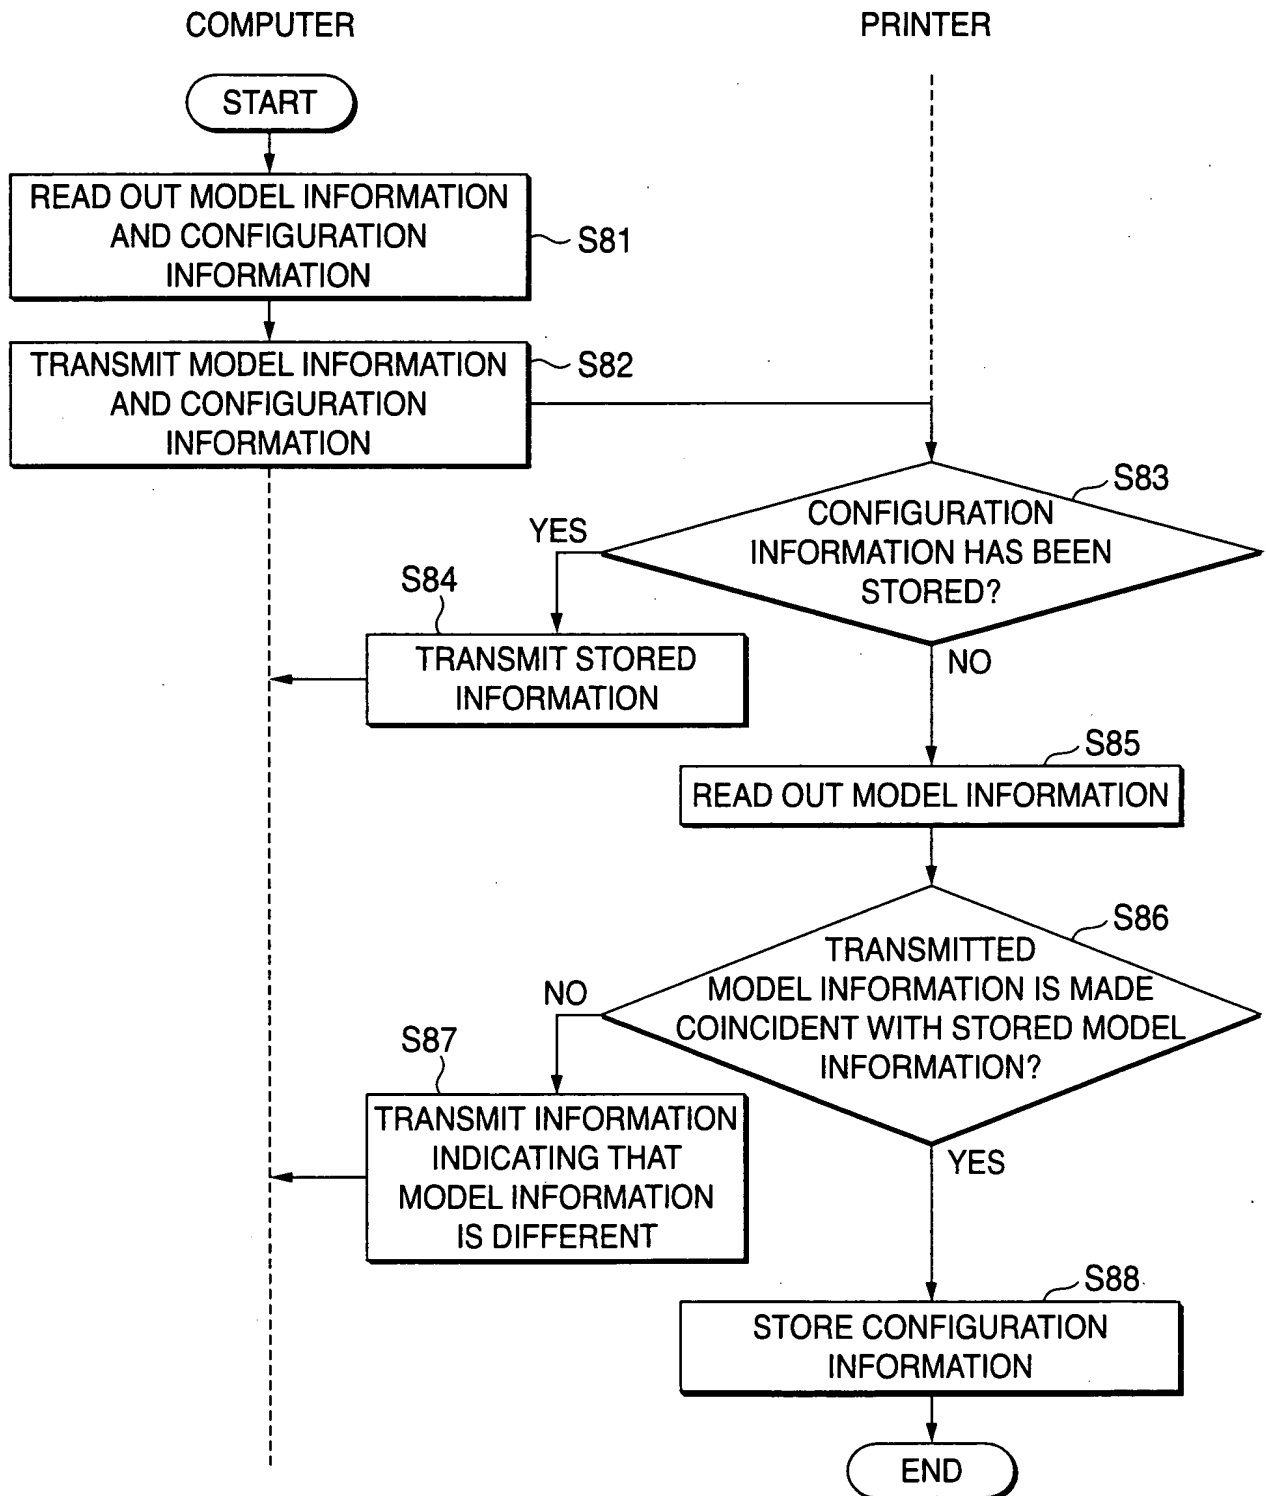 COMPUTER
PRINTER
START
READ OUT MODEL INFORMATION
AND CONFIGURATION
INFORMATION
S81
TRANSMIT MODEL INFORMATION
AND CONFIGURATION
INFORMATION
S82
S83
CONFIGURATION
INFORMATION HAS BEEN
STORED?
YES
S84
TRANSMIT STORED
INFORMATION
NO
S85
READ OUT MODEL INFORMATION
S86
TRANSMITTED
MODEL INFORMATION IS MADE
COINCIDENT WITH STORED MODEL
INFORMATION?
NO
S87
TRANSMIT INFORMATION
INDICATING THAT
MODEL INFORMATION
IS DIFFERENT
YES
S88
STORE CONFIGURATION
INFORMATION
END